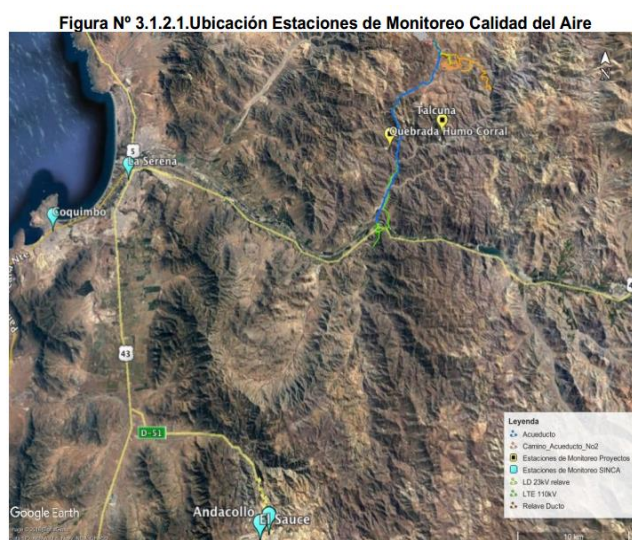 Figura Nº 3.1.2.1.Ubicación Estaciones de Monitoreo Calidad del Aire
Talcuna
Quebrada Humo Corral
5
La Serena
Coquimbo
43
D-51
Andacollo
El Sauce
Leyenda
Acueducto
Camino_Acueducto_No2
Estaciones de Monitoreo Proyectos
Estaciones de Monitoreo SINCA
LD 23kV relave
LTE 110kV
Relave Ducto
Google Earth
10 km